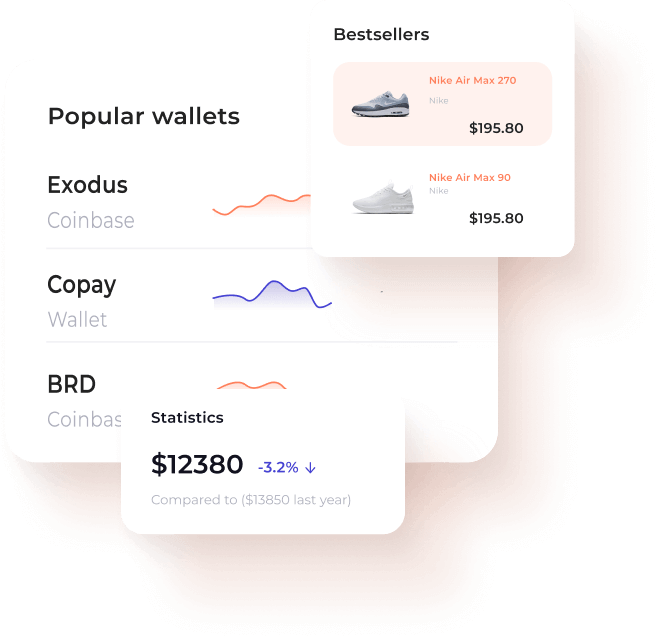 Bestsellers
Nike Air Max 270
Nike
$195.80
Nike Air Max 90
Nike
$195.80
Popular wallets
Exodus
Coinbase
Copay
Wallet
BRD
Coinbas
Statistics
$12380 -3.2% ↓
Compared to ($13850 last year)